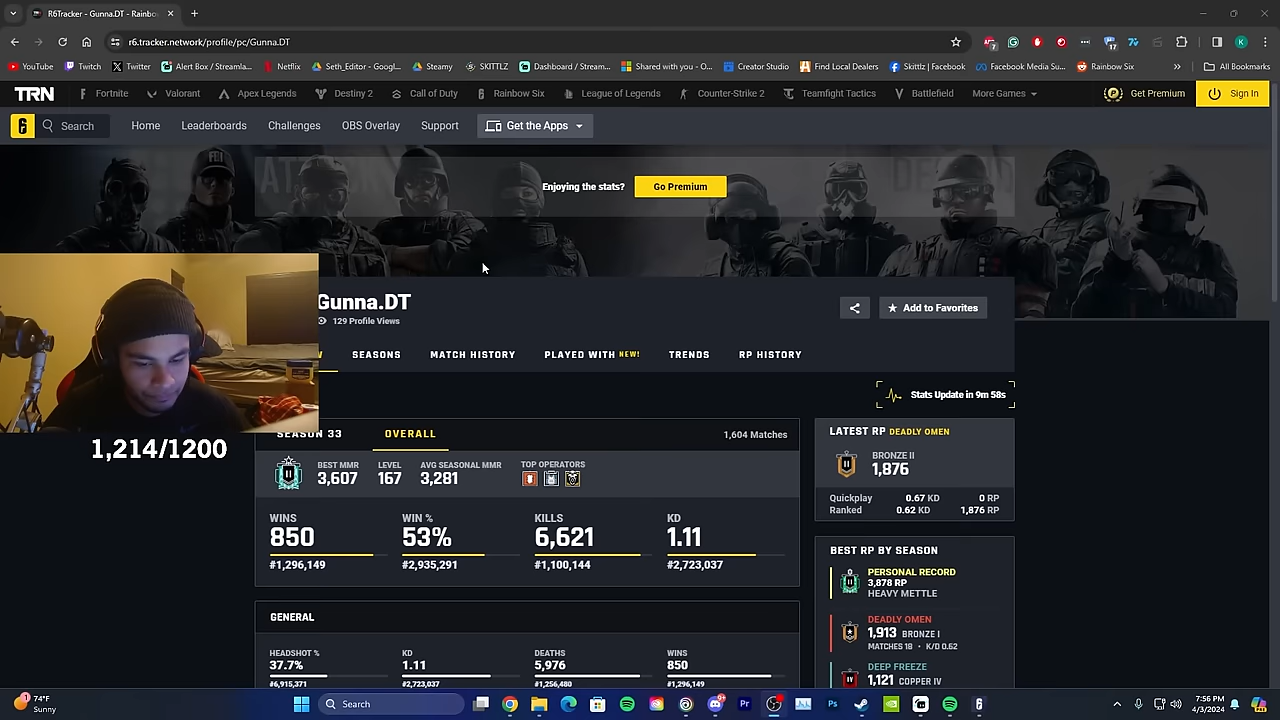 R6Tracker - Gunna.DT - Rainbo
r6.tracker.network/profile/pc/Gunna.DT
YouTube Twitch Twitter Alert Box / Streamla... Netflix Seth_Editor - Googl... Steamy SKITTLZ Dashboard / Stream... Shared with you - O... Creator Studio Find Local Dealers Skittlz | Facebook Facebook Media Su... Rainbow Six All Bookmarks
TRN Fortnite Valorant Apex Legends Destiny 2 Call of Duty Rainbow Six League of Legends Counter-Strike 2 Teamfight Tactics Battlefield More Games Get Premium Sign In
Search Home Leaderboards Challenges OBS Overlay Support Get the Apps
Enjoying the stats? Go Premium
Gunna.DT
129 Profile Views
Add to Favorites
W SEASONS MATCH HISTORY PLAYED WITH NEW! TRENDS RP HISTORY
Stats Update in 9m 58s
1,214/1200
SEASON 33 OVERALL 1,604 Matches
BEST MMR LEVEL AVG SEASONAL MMR TOP OPERATORS
3,607 167 3,281
WINS WIN % KILLS KD
850 53% 6,621 1.11
#1,296,149 #2,935,291 #1,100,144 #2,723,037
GENERAL
HEADSHOT % KD DEATHS WINS
37.7% 1.11 5,976 850
#6,915,371 #2,723,037 #1,256,480 #1,296,149
LATEST RP DEADLY OMEN
BRONZE II
1,876
Quickplay 0.67 KD 0 RP
Ranked 0.62 KD 1,876 RP
BEST RP BY SEASON
PERSONAL RECORD
3,878 RP
HEAVY METTLE
DEADLY OMEN
1,913 BRONZE I
MATCHES 18 • K/D 0.62
DEEP FREEZE
1,121 COPPER IV
74°F
Sunny
Search
7:56 PM
4/3/2024